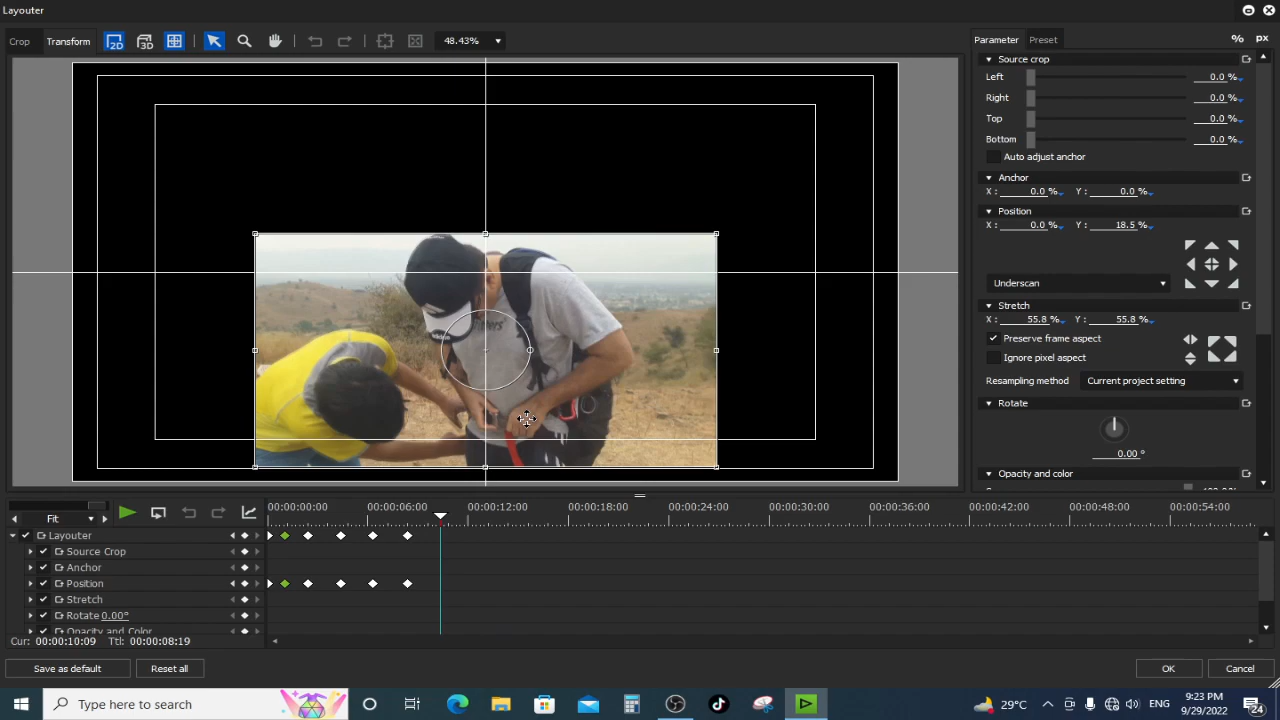 Layouter
Crop Transform 2D 3D 48.43%
Parameter Preset % px
Source crop
Left 0.0 %
Right 0.0 %
Top 0.0 %
Bottom 0.0 %
Auto adjust anchor
Anchor
X : 0.0 % Y : 0.0 %
Position
X : 0.0 % Y : 18.5 %
Underscan
Stretch
X : 55.8 % Y : 55.8 %
Preserve frame aspect
Ignore pixel aspect
Resampling method Current project setting
Rotate
0.00 °
Opacity and color
adidas
Fit
00:00:00:00 00:00:06:00 00:00:12:00 00:00:18:00 00:00:24:00 00:00:30:00 00:00:36:00 00:00:42:00 00:00:48:00 00:00:54:00
Layouter
Source Crop
Anchor
Position
Stretch
Rotate 0.00°
Opacity and Color
Cur: 00:00:10:09 Ttl: 00:00:08:19
Save as default Reset all OK Cancel
Type here to search
29°C ENG
9:23 PM
9/29/2022
24